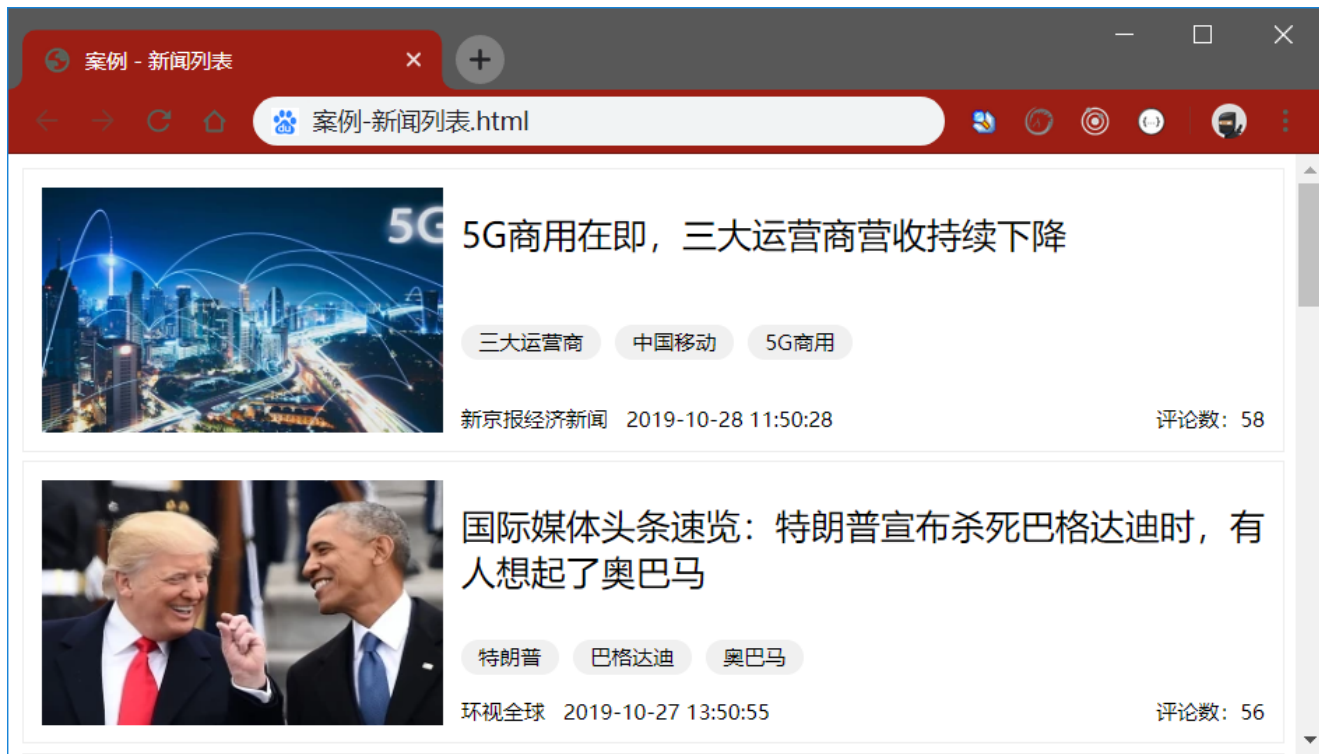 案例 - 新闻列表
du
案例-新闻列表.html
{...}
5G
5G商用在即，三大运营商营收持续下降
三大运营商 中国移动 5G商用
新京报经济新闻 2019-10-28 11:50:28 评论数：58
国际媒体头条速览：特朗普宣布杀死巴格达迪时，有
人想起了奥巴马
特朗普 巴格达迪 奥巴马
环视全球 2019-10-27 13:50:55 评论数：56